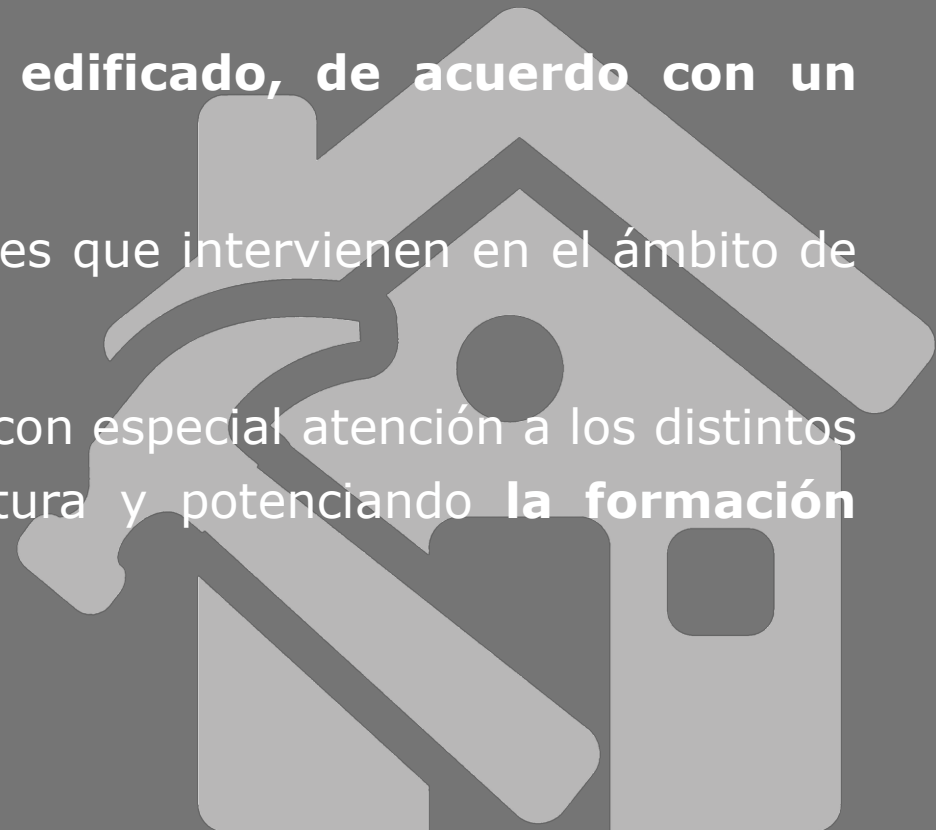 edificado, de acuerdo con un
es que intervienen en el ámbito de
con especial atención a los distintos
tura y potenciando la formación